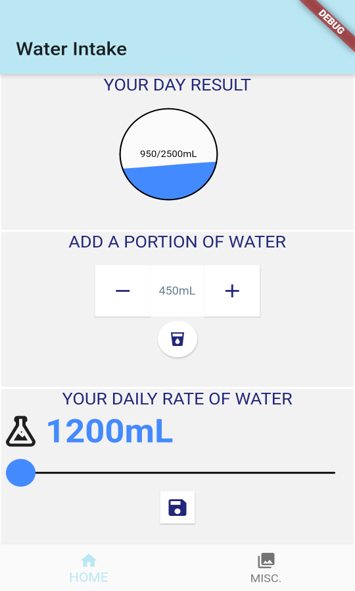 DEBUG
Water Intake
YOUR DAY RESULT
950/2500mL
ADD A PORTION OF WATER
450mL
YOUR DAILY RATE OF WATER
1200mL
HOME
MISC.